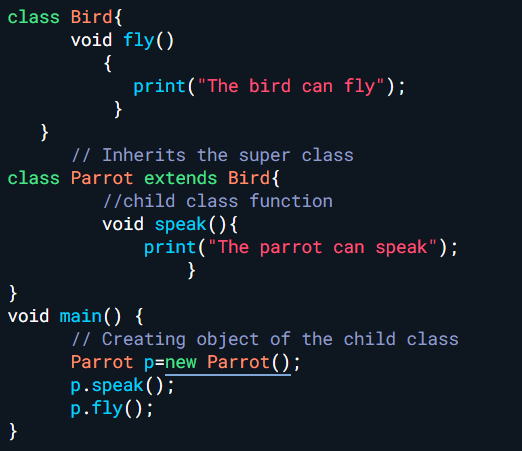 class Bird{
void fly()
{
print("The bird can fly");
}
}
// Inherits the super class
class Parrot extends Bird{
//child class function
void speak(){
print("The parrot can speak");
}
}
void main() {
// Creating object of the child class
Parrot p=new Parrot();
p.speak();
p.fly();
}